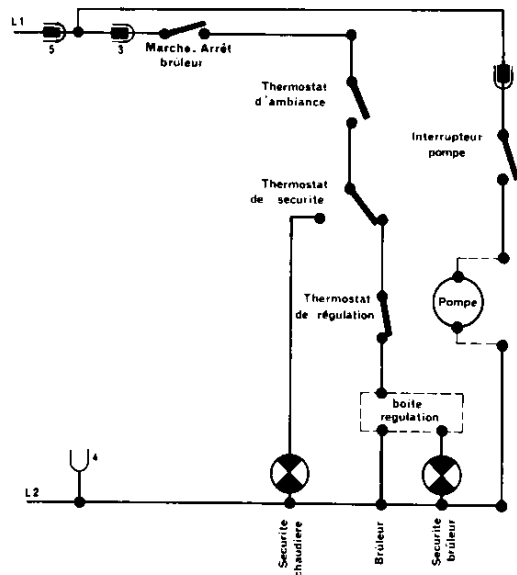 L1
5
3
Marche. Arrêt
brûleur
Thermostat
d'ambiance
Interrupteur
pompe
Thermostat
de securite
Thermostat
de régulation
Pompe
boite
regulation
4
L2
Securite
chaudiere
Brûleur
Securite
brûleur